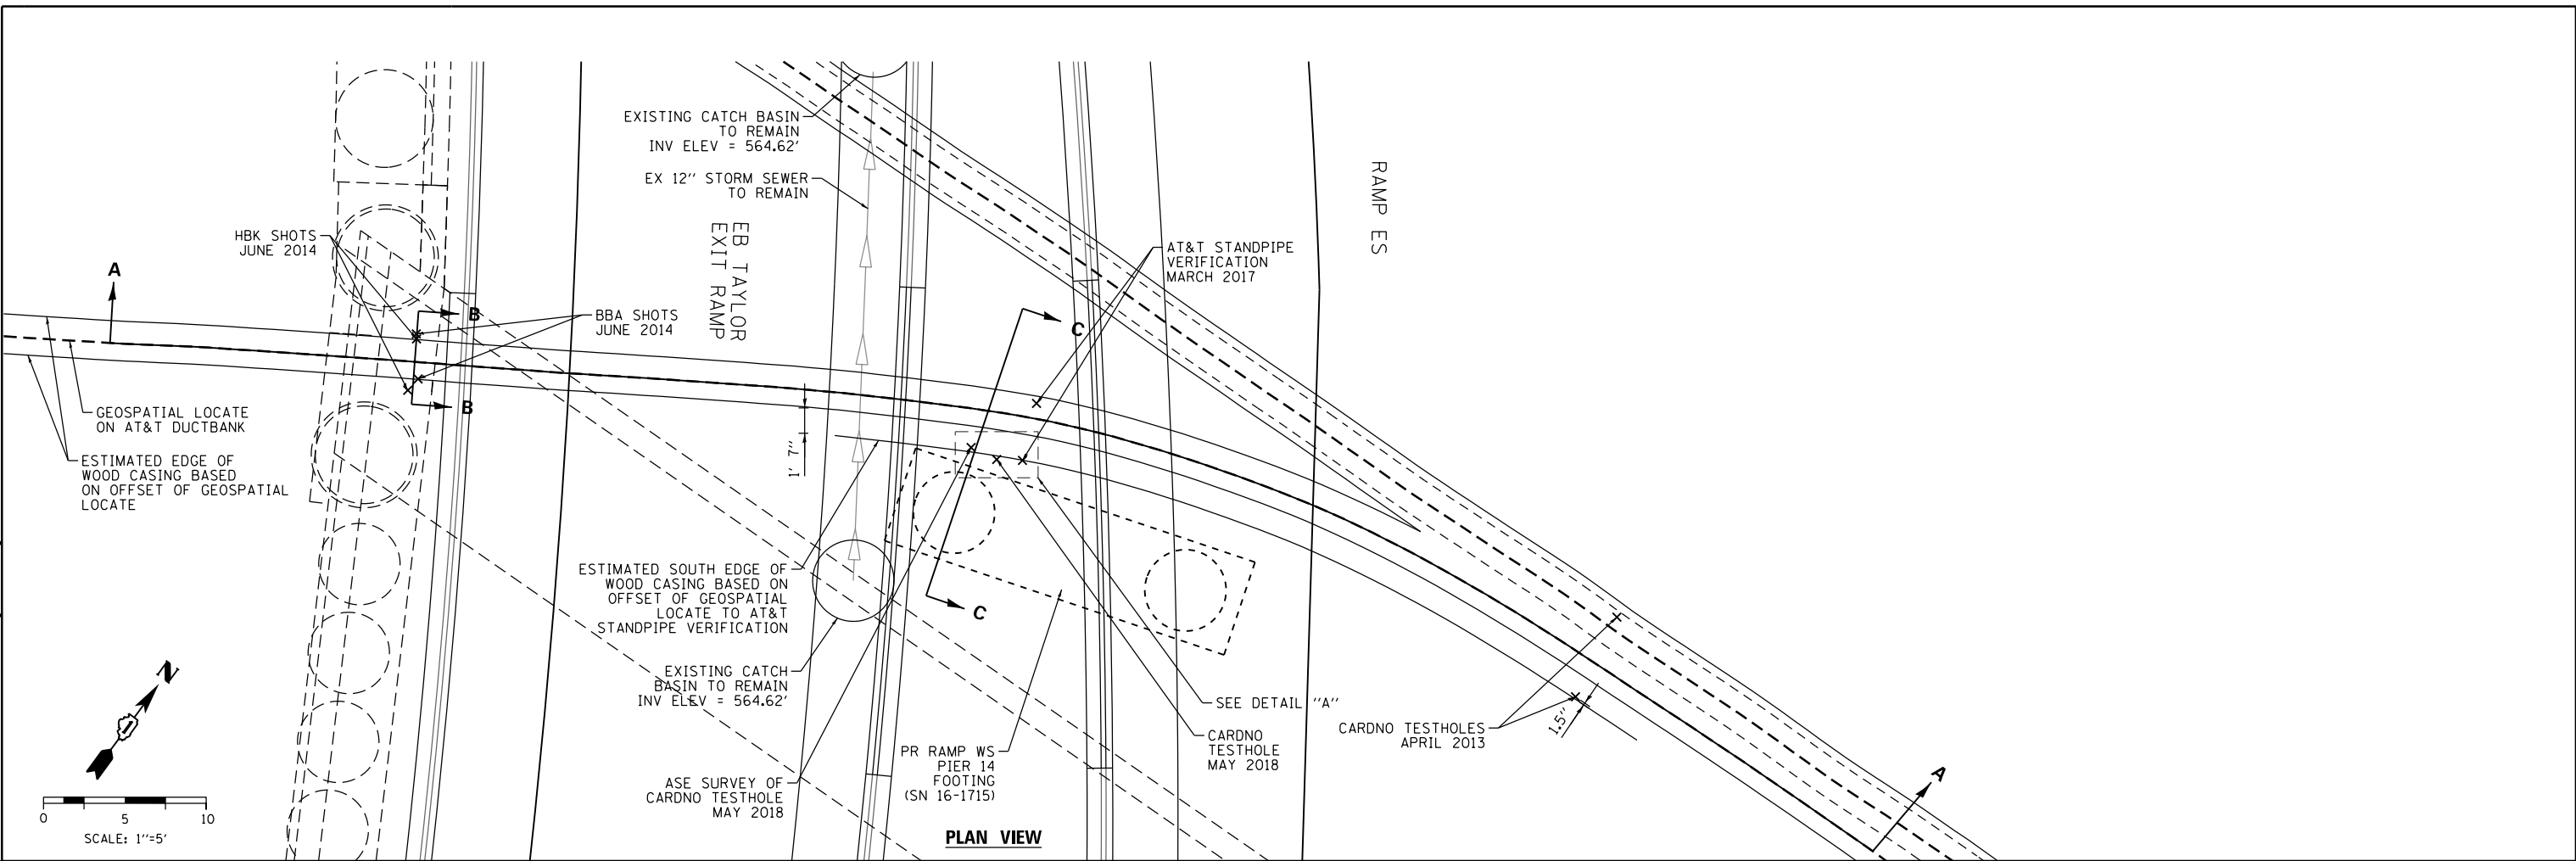 EXISTING CATCH BASIN
TO REMAIN
INV ELEV = 564.62'
EX 12'' STORM SEWER
TO REMAIN
RAMP ES
HBK SHOTS
JUNE 2014
EB TAYLOR
EXIT RAMP
AT&T STANDPIPE
VERIFICATION
MARCH 2017
A
B
BBA SHOTS
JUNE 2014
C
B
GEOSPATIAL LOCATE
ON AT&T DUCTBANK
1' 7''
ESTIMATED EDGE OF
WOOD CASING BASED
ON OFFSET OF GEOSPATIAL
LOCATE
ESTIMATED SOUTH EDGE OF
WOOD CASING BASED ON
OFFSET OF GEOSPATIAL
LOCATE TO AT&T
STANDPIPE VERIFICATION
C
EXISTING CATCH
BASIN TO REMAIN
INV ELEV = 564.62'
N
SEE DETAIL ''A''
CARDNO TESTHOLES
APRIL 2013
1.5''
CARDNO
TESTHOLE
MAY 2018
PR RAMP WS
PIER 14
FOOTING
(SN 16-1715)
ASE SURVEY OF
CARDNO TESTHOLE
MAY 2018
A
0 5 10
SCALE: 1''=5'
PLAN VIEW